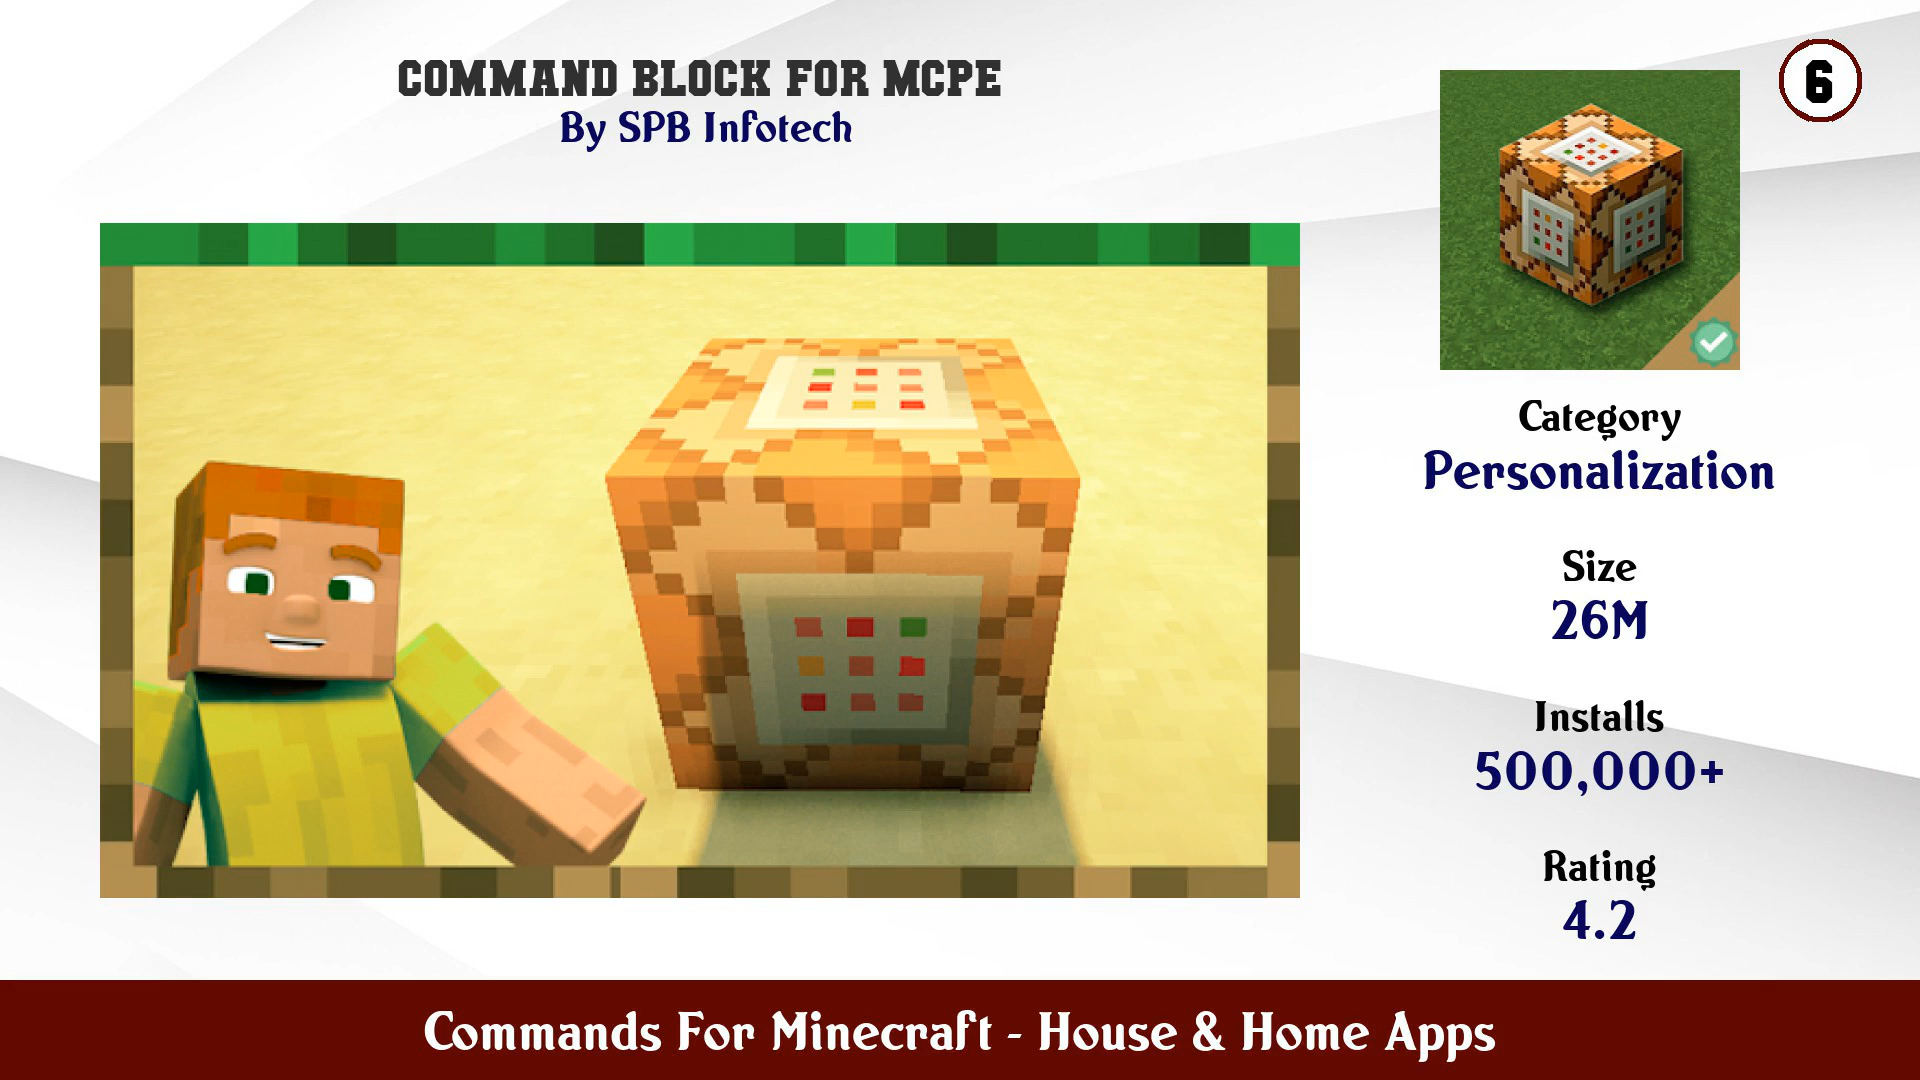 COMMAND BLOCK FOR MCPE
By SPB Infotech
6
Category
Personalization
Size
26M
Installs
500,000+
Rating
4.2
Commands For Minecraft - House & Home Apps